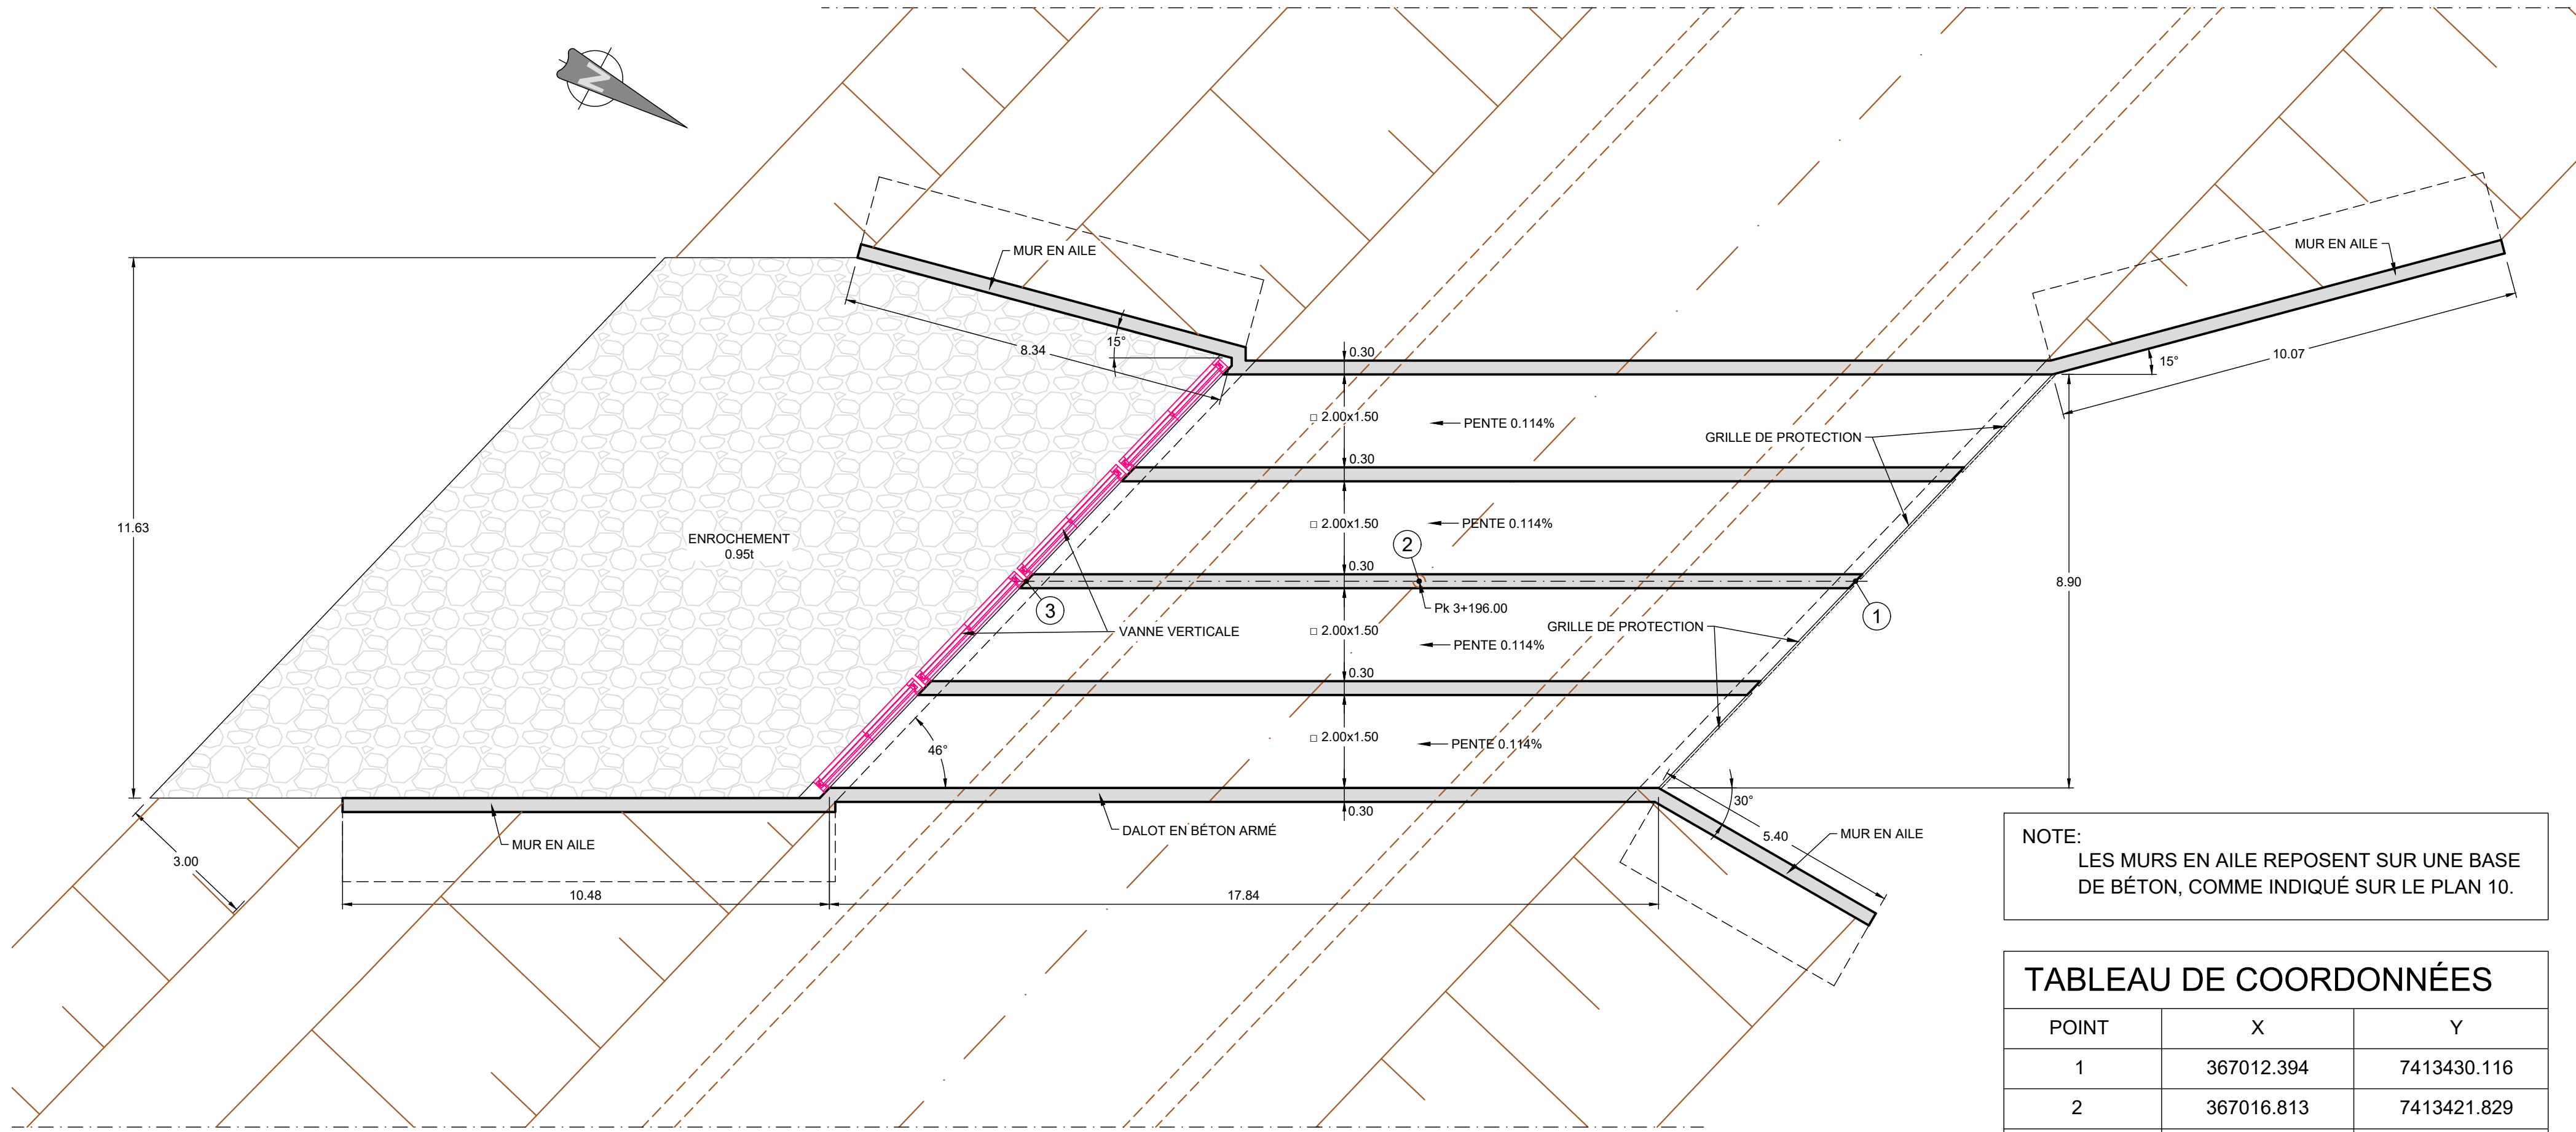 N
MUR EN AILE
MUR EN AILE
8.34
15°
0.30
10.07
15°
□ 2.00x1.50
PENTE 0.114%
GRILLE DE PROTECTION
0.30
11.63
ENROCHEMENT
0.95t
□ 2.00x1.50
PENTE 0.114%
2
0.30
8.90
3
Pk 3+196.00
1
VANNE VERTICALE
□ 2.00x1.50
GRILLE DE PROTECTION
PENTE 0.114%
0.30
46°
□ 2.00x1.50
PENTE 0.114%
30°
0.30
MUR EN AILE
DALOT EN BÉTON ARMÉ
5.40
MUR EN AILE
3.00
10.48
17.84
NOTE:
LES MURS EN AILE REPOSENT SUR UNE BASE
DE BÉTON, COMME INDIQUÉ SUR LE PLAN 10.
TABLEAU DE COORDONNÉES
POINT X Y
1 367012.394 7413430.116
2 367016.813 7413421.829